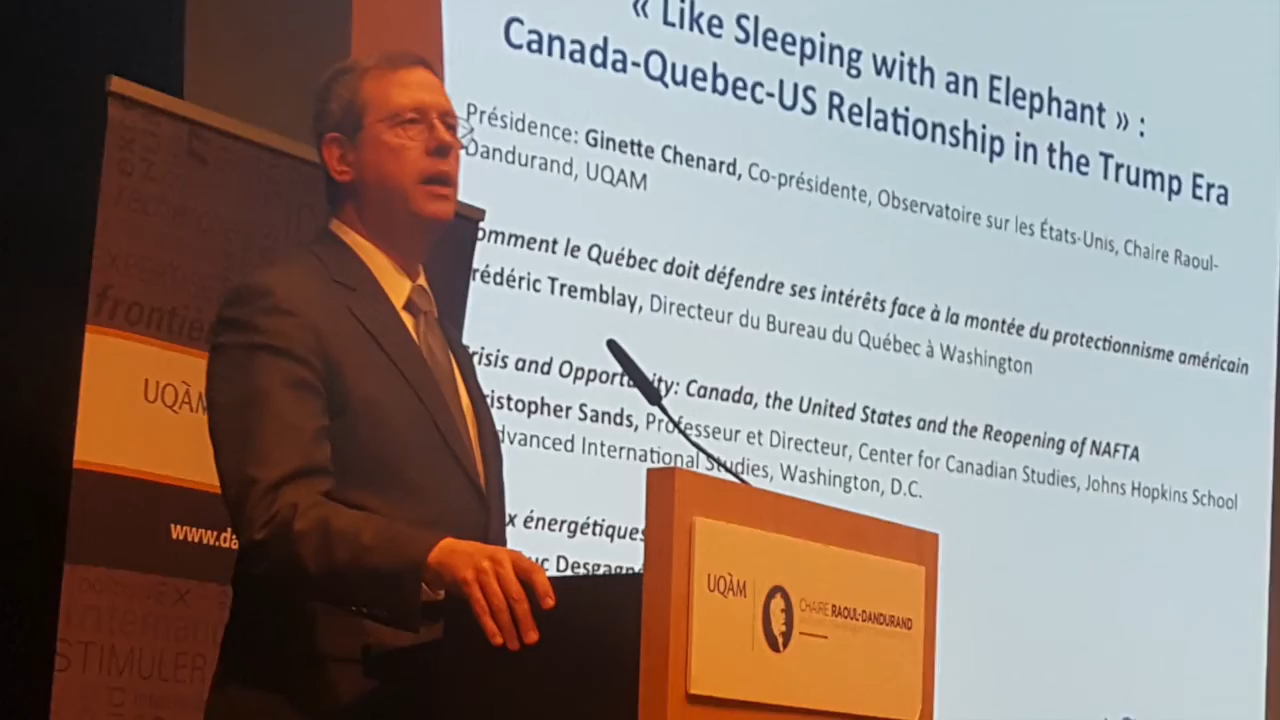 « Like Sleeping with an Elephant » :
Canada-Quebec-US Relationship in the Trump Era
Présidence: Ginette Chenard, Co-présidente, Observatoire sur les États-Unis, Chaire Raoul-
Dandurand, UQAM
omment le Québec doit défendre ses intérêts face à la montée du protectionnisme américain
rédéric Tremblay, Directeur du Bureau du Québec à Washington
risis and Opportunity: Canada, the United States and the Reopening of NAFTA
ristopher Sands, Professeur et Directeur, Center for Canadian Studies, Johns Hopkins School
dvanced International Studies, Washington, D.C.
x énergétiques
uc Desgagn
frontiè
UQÀM
www.da
STIMULER
UQÀM
CHAIRE RAOUL-DANDURAND